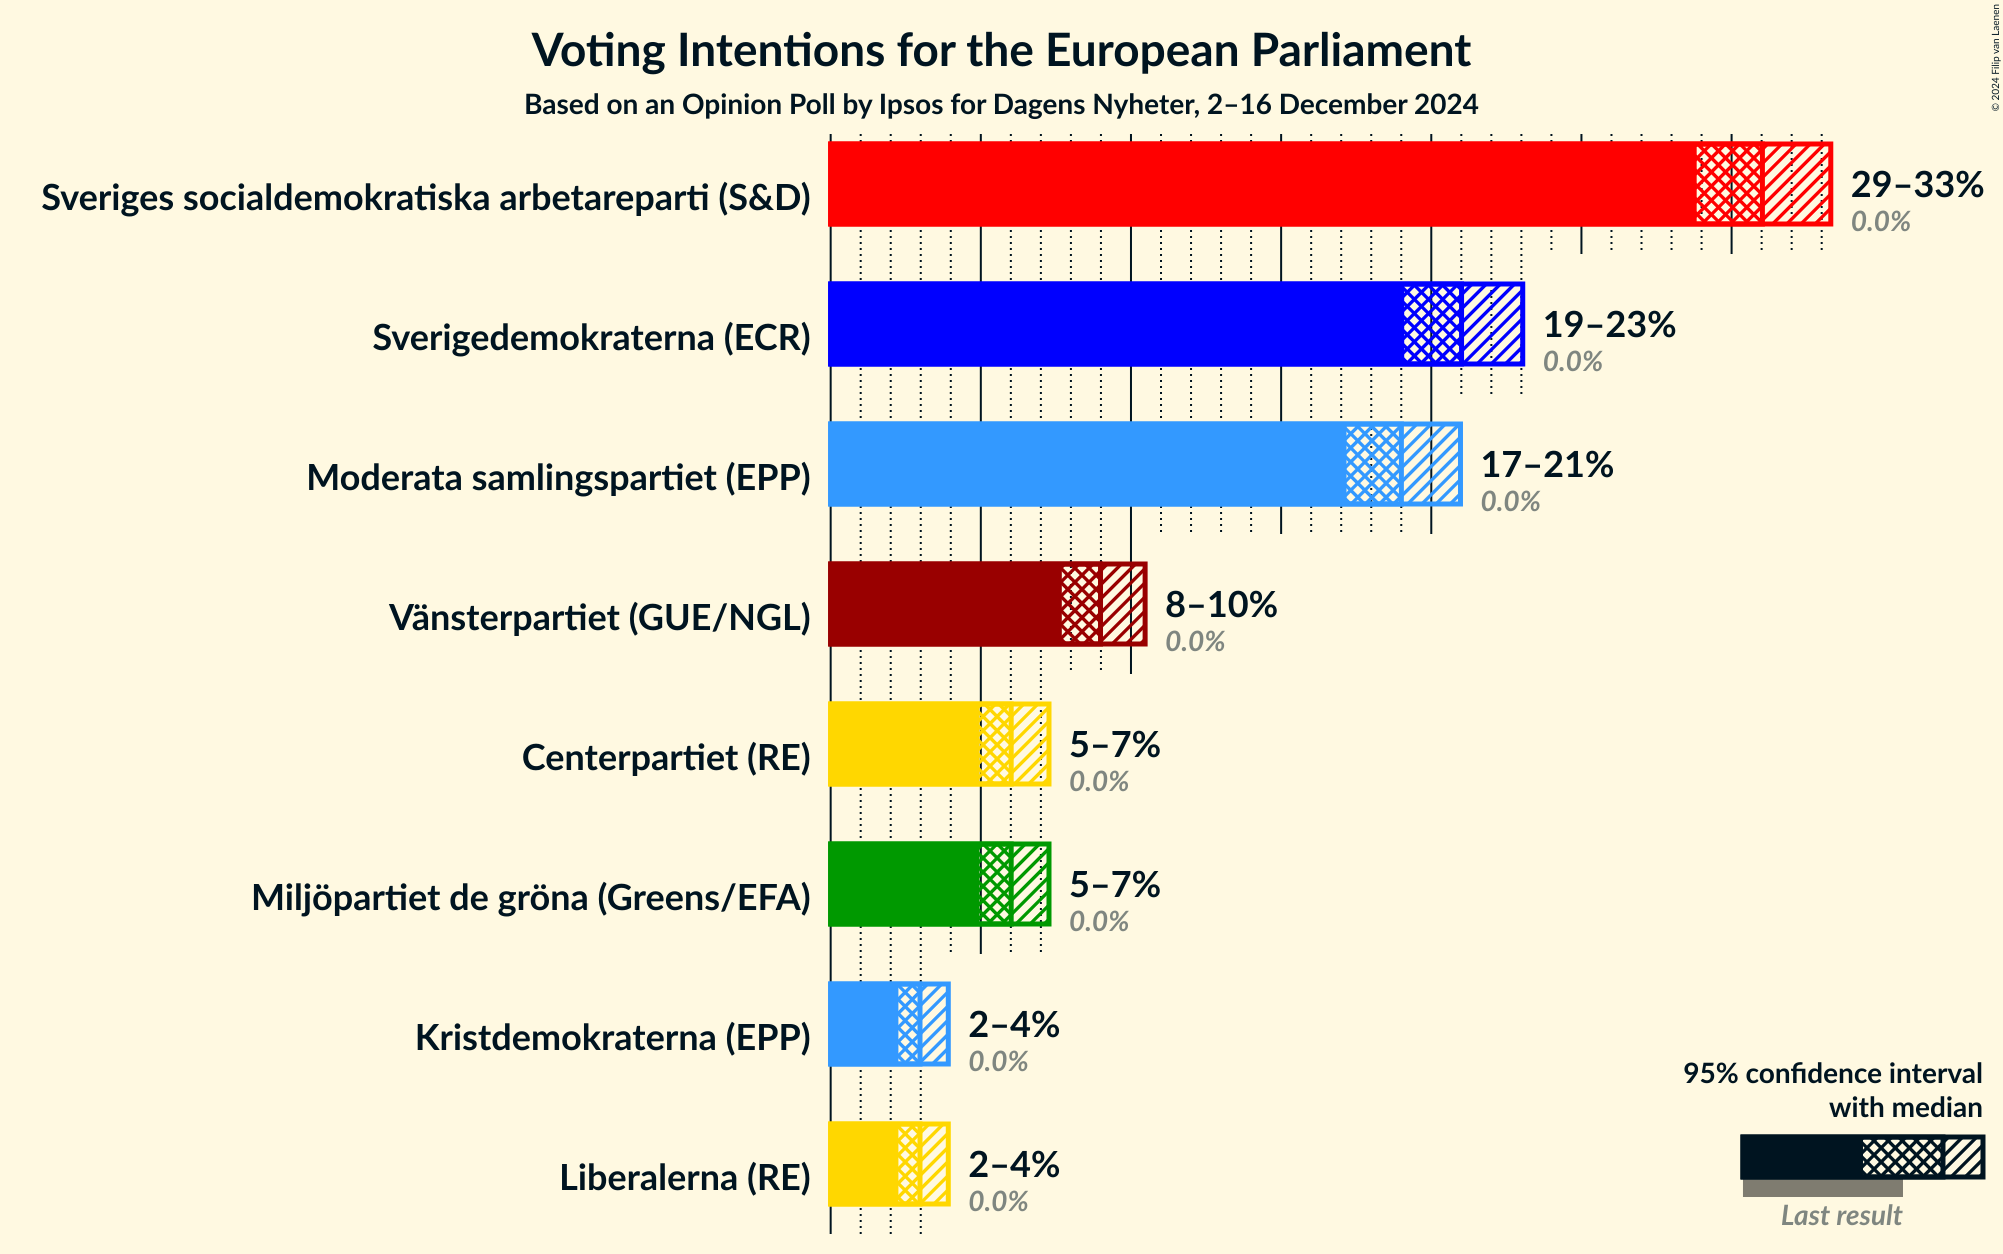 Voting Intentions for the European Parliament
Based on an Opinion Poll by Ipsos for Dagens Nyheter, 2–16 December 2024
© 2024 Filip van Laenen
Sveriges socialdemokratiska arbetareparti (S&D)
29–33%
0.0%
Sverigedemokraterna (ECR)
19–23%
0.0%
Moderata samlingspartiet (EPP)
17–21%
0.0%
Vänsterpartiet (GUE/NGL)
8–10%
0.0%
Centerpartiet (RE)
5–7%
0.0%
Miljöpartiet de gröna (Greens/EFA)
5–7%
0.0%
Kristdemokraterna (EPP)
2–4%
0.0%
Liberalerna (RE)
2–4%
0.0%
95% confidence interval
with median
Last result